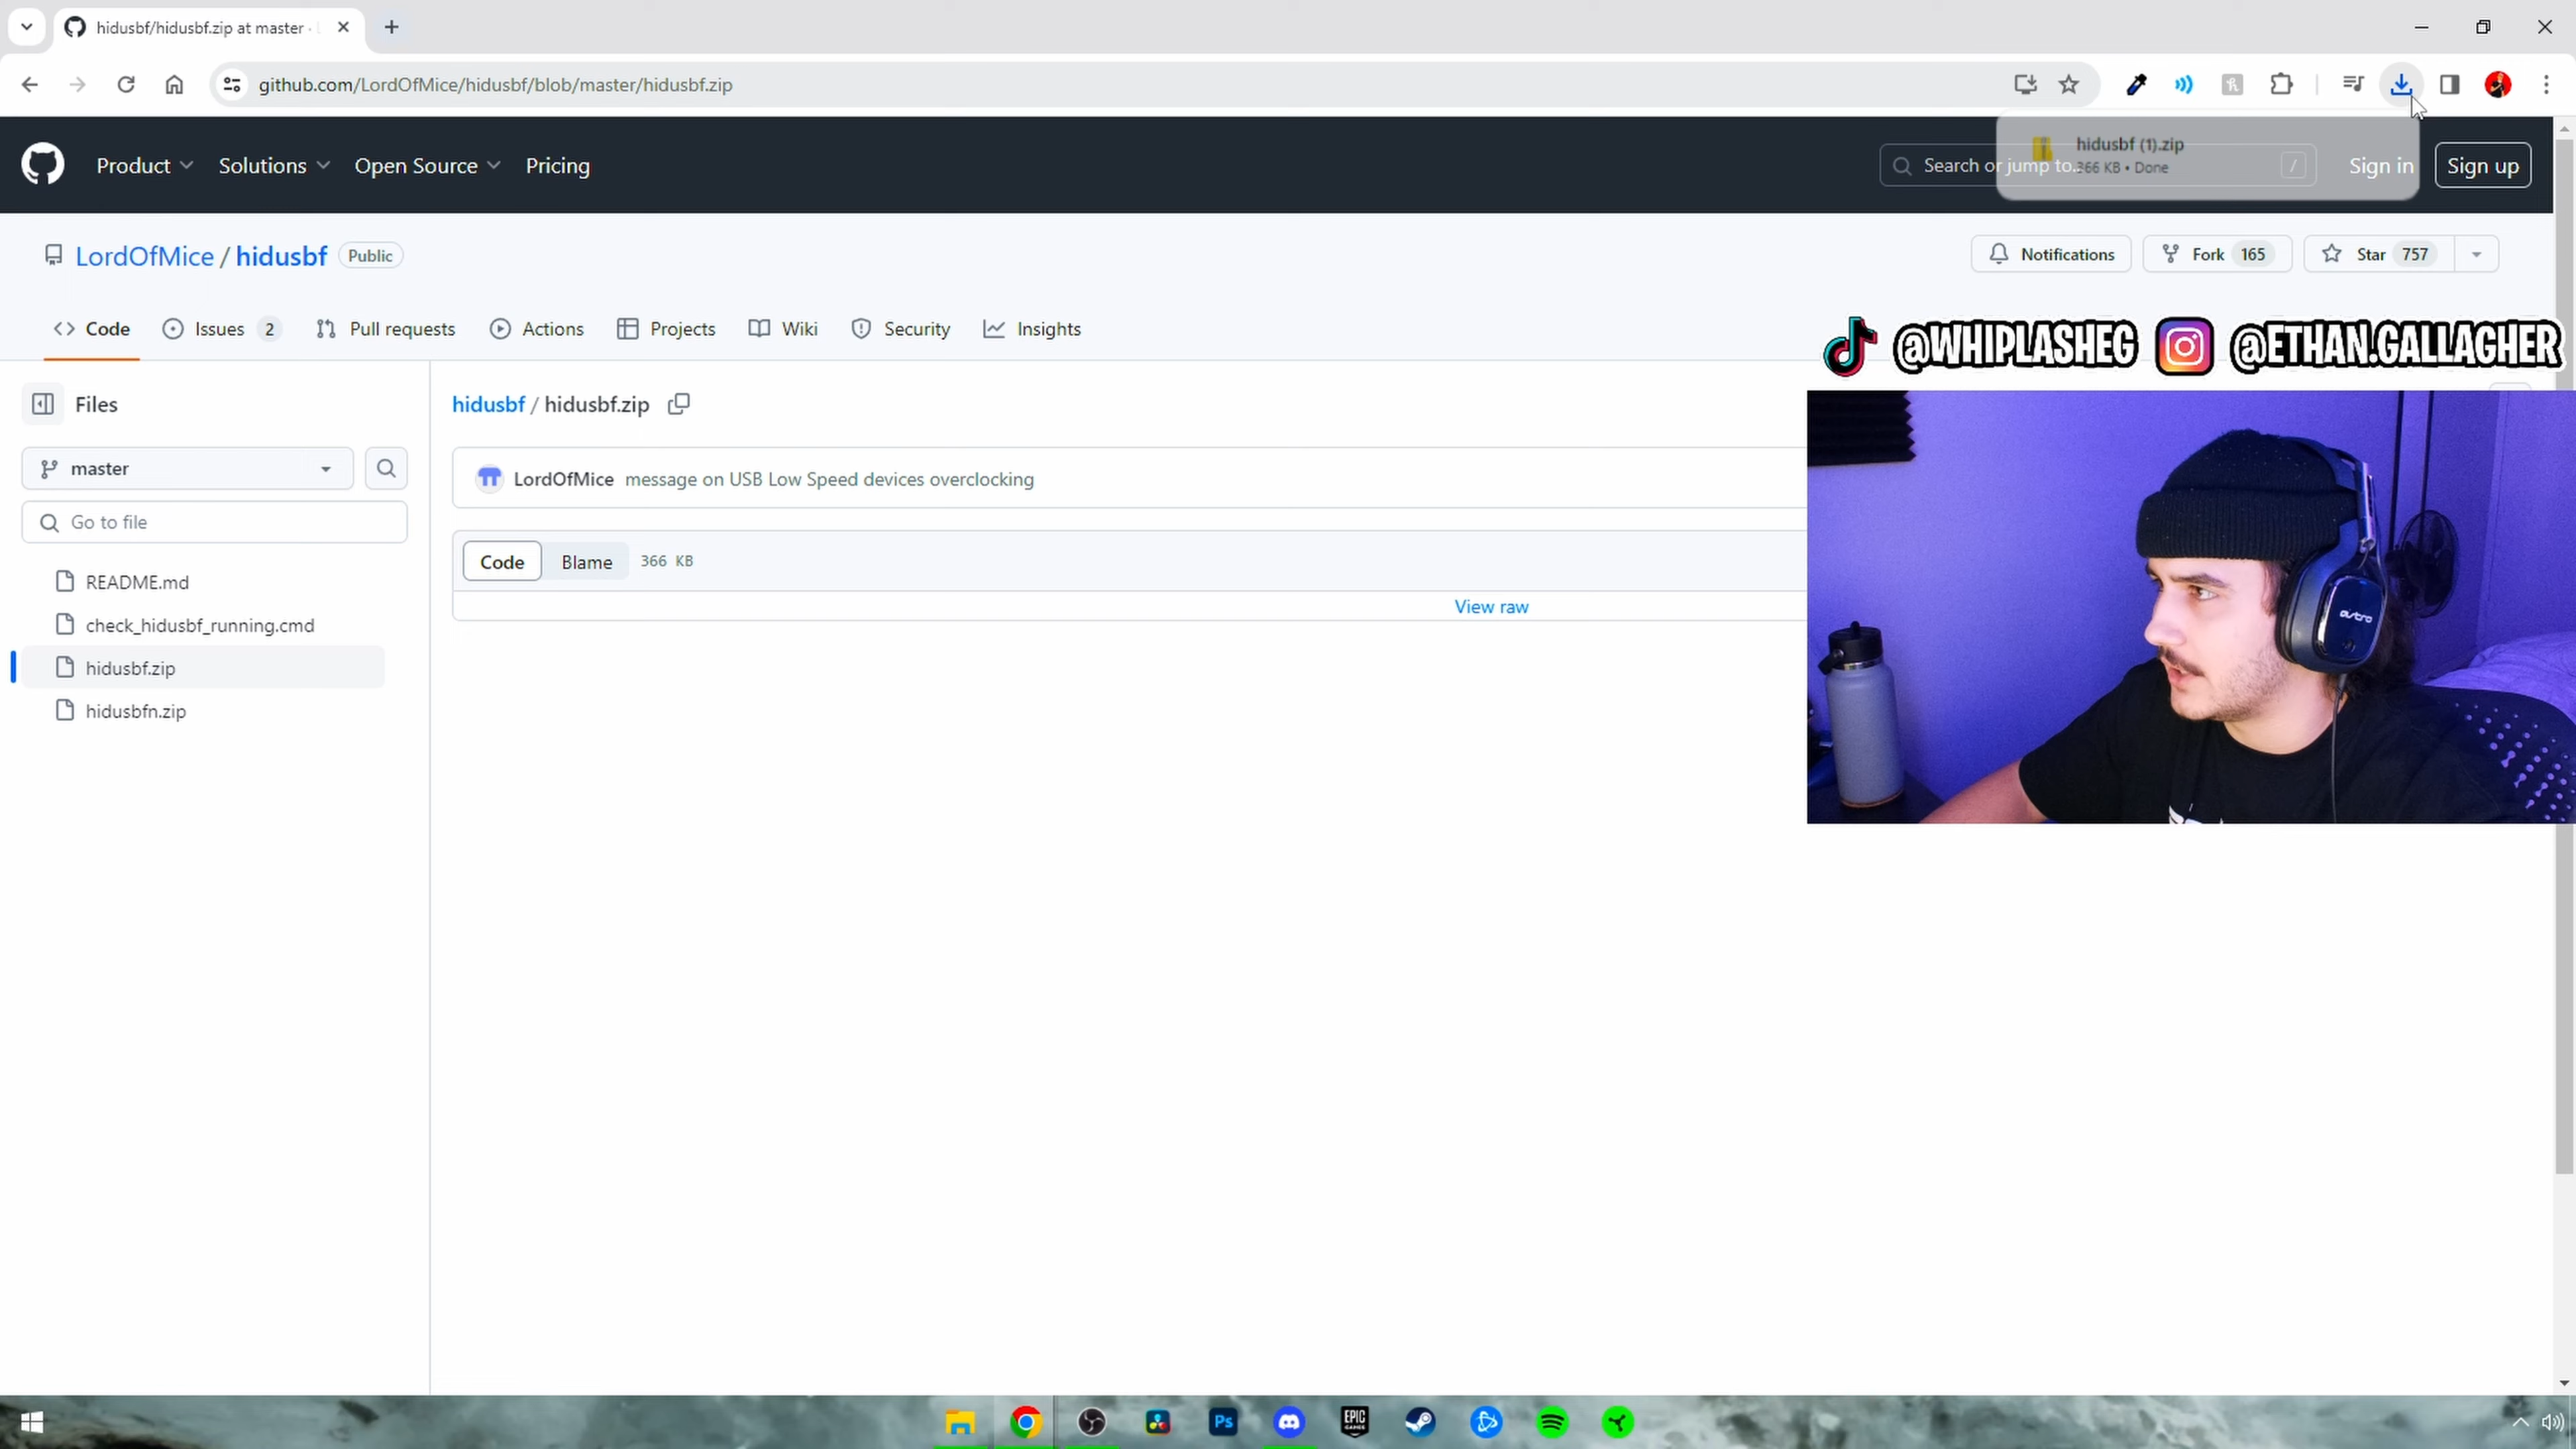 hidusbf/hidusbf.zip at master ·
github.com/LordOfMice/hidusbf/blob/master/hidusbf.zip
Product
Solutions
Open Source
Pricing
Search or jump to...
/
Sign in
Sign up
hidusbf (1).zip
366 KB • Done
LordOfMice / hidusbf
Public
Notifications
Fork 165
Star 757
Code
Issues 2
Pull requests
Actions
Projects
Wiki
Security
Insights
@WHIPLASHEG
@ETHAN.GALLAGHER
Files
hidusbf / hidusbf.zip
master
LordOfMice message on USB Low Speed devices overclocking
Go to file
Code
Blame
366 KB
View raw
README.md
check_hidusbf_running.cmd
hidusbf.zip
hidusbfn.zip
astro
Ps
EPIC
GAMES